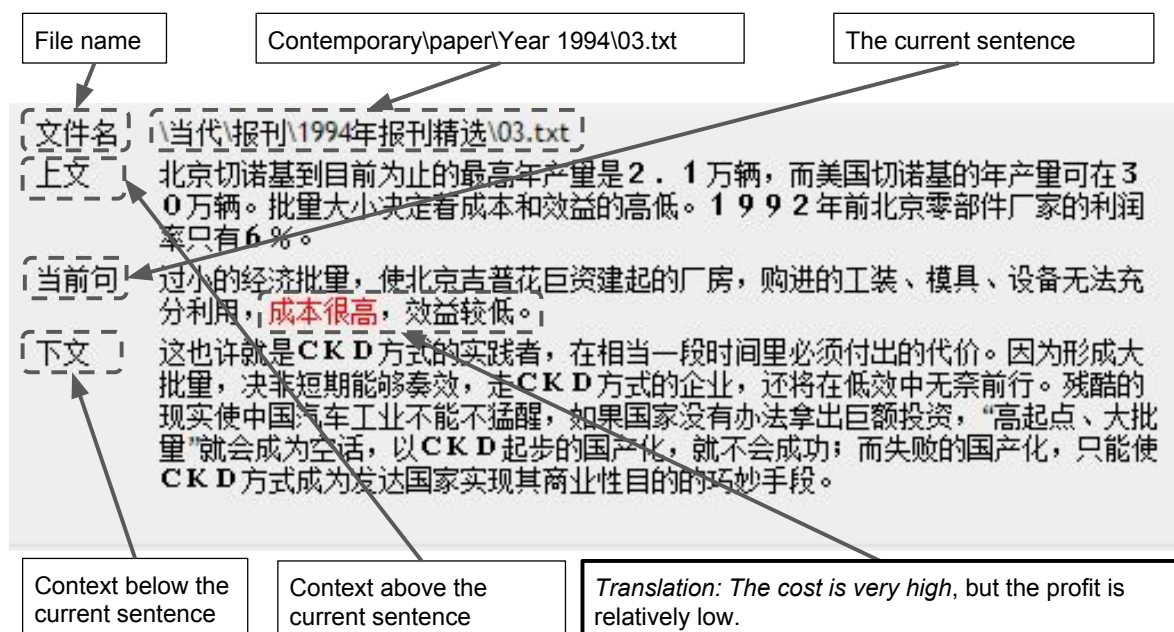 File name
Contemporary\paper\Year 1994\03.txt
The current sentence
文件名 \当代\报刊\1994年报刊精选\03.txt
上文 北京切诺基到目前为止的最高年产量是2.1万辆，而美国切诺基的年产量可在3
0万辆。批量大小决定着成本和效益的高低。1992年前北京零部件厂家的利润
率只有6%。
当前句 过小的经济批量，使北京吉普花巨资建起的厂房，购进的工装、模具、设备无法充
分利用，成本很高，效益较低。
下文 这也许就是CKD方式的实践者，在相当一段时间里必须付出的代价。因为形成大
批量，决非短期能够奏效，走CKD方式的企业，还将在低效中无奈前行。残酷的
现实使中国汽车工业不能不猛醒，如果国家没有办法拿出巨额投资，“高起点、大批
量”就会成为空话，以CKD起步的国产化，就不会成功；而失败的国产化，只能使
CKD方式成为发达国家实现其商业性目的的巧妙手段。
Context below the
current sentence
Context above the
current sentence
Translation: The cost is very high, but the profit is
relatively low.